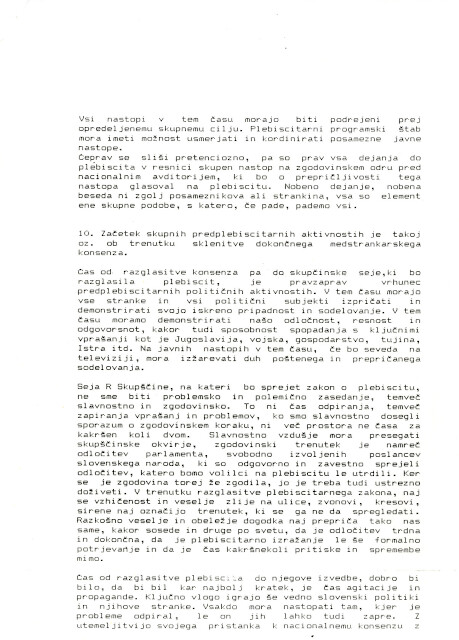 Vsi nastopi v tem času morajo biti podrejeni prej
opredeljenemu skupnemu cilju. Plebiscitarni programski štab
mora imeti možnost usmerjati in kordinirati posamezne javne
nastope.
Čeprav se sliši pretenciozno, pa so prav vsa dejanja do
plebiscita v resnici skupen nastop na zgodovinskem odru pred
nacionalnim avditorijem, ki bo o prepričljivosti tega
nastopa glasoval na plebiscitu. Nobeno dejanje, nobena
beseda ni zgolj posameznikova ali strankina, vsa so element
ene skupne podobe, s katero, če pade, pademo vsi.
10. Začetek skupnih predplebiscitarnih aktivnosti je takoj
oz. ob trenutku sklenitve dokončnega medstrankarskega
konsenza.
Čas od razglasitve konsenza pa do skupčinske seje,ki bo
razglasila plebiscit, je pravzaprav vrhunec
predplebiscitarnih političnih aktivnosti. V tem času morajo
vse stranke in vsi politični subjekti izpričati in
demonstrirati svojo iskreno pripadnost in sodelovanje. V tem
času moramo demonstrirati našo odločnost, resnost in
odgovorsnot, kakor tudi sposobnost spopadanja s ključnimi
vprašanji kot je Jugoslavija, vojska, gospodarstvo, tujina,
Istra itd. Na javnih nastopih v tem času, če bo seveda na
televiziji, mora izžarevati duh poštenega in prepričanega
sodelovanja.
Seja R Skupščine, na kateri bo sprejet zakon o plebiscitu,
ne sme biti problemsko in polemično zasedanje, temveč
slavnostno in zgodovinsko. To ni čas odpiranja, temveč
zapiranja vprašanj in problemov, ko smo slavnostno dosegli
sporazum o zgodovinskem koraku, ni več prostora ne časa za
kakršen koli dvom. Slavnostno vzdušje mora presegati
skupščinske okvirje, zgodovinski trenutek je namreč
odločitev parlamenta, svobodno izvoljenih poslancev
slovenskega naroda, ki so odgovorno in zavestno sprejeli
odločitev, katero bomo volilci na plebiscitu le utrdili. Ker
se je zgodovina torej že zgodila, jo je treba tudi ustrezno
doživeti. V trenutku razglasitve plebiscitarnega zakona, naj
se vzhičenost in veselje zlije na ulice, zvonovi, kresovi,
sirene naj označijo trenutek, ki se ga ne da spregledati.
Razkošno veselje in obeležje dogodka naj prepriča tako nas
same, kakor sosede in druge po svetu, da je odločitev trdna
in dokončna, da je plebiscitarno izražanje le še formalno
potrjevanje in da je čas kakršnekoli pritiske in spremembe
mimo.
Čas od razglasitve plebiscita do njegove izvedbe, dobro bi
bilo, da bi bil kar najbolj kratek, je čas agitacije in
propagande. Ključno vlogo igrajo še vedno slovenski politiki
in njihove stranke. Vsakdo mora nastopati tam, kjer je
probleme odpiral, le on jih lahko tudi zapre. Z
utemeljitvijo svojega pristanka k nacionalnemu konsenzu z